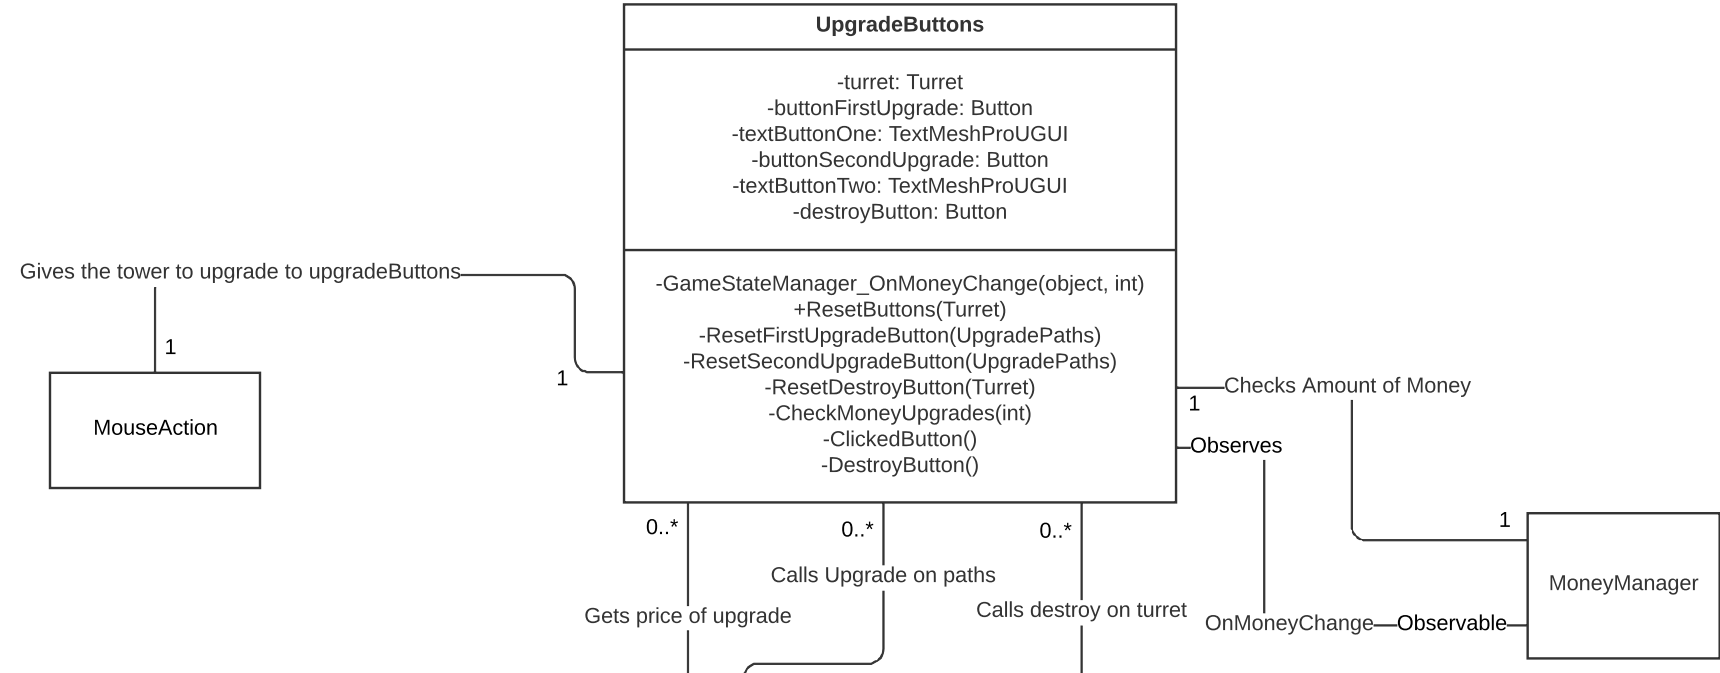 UpgradeButtons
-turret: Turret
-buttonFirstUpgrade: Button
-textButtonOne: TextMeshProUGUI
-buttonSecondUpgrade: Button
-textButtonTwo: TextMeshProUGUI
-destroyButton: Button
-GameStateManager_OnMoneyChange(object, int)
+ResetButtons(Turret)
-ResetFirstUpgradeButton(UpgradePaths)
-ResetSecondUpgradeButton(UpgradePaths)
-ResetDestroyButton(Turret)
-CheckMoneyUpgrades(int)
-ClickedButton()
-DestroyButton()
Gives the tower to upgrade to upgradeButtons
1
1
MouseAction
Checks Amount of Money
1
Observes
1
MoneyManager
OnMoneyChange
Observable
0..*
0..*
0..*
Calls Upgrade on paths
Gets price of upgrade
Calls destroy on turret